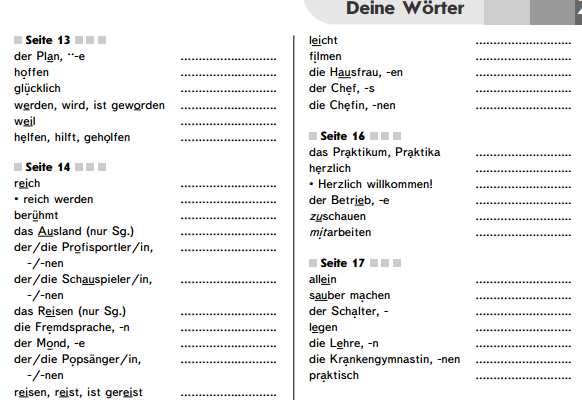 Deine Wörter
Seite 13
der Plan, ¨-e ............................
hoffen ............................
glücklich ............................
werden, wird, ist geworden ............................
weil ............................
helfen, hilft, geholfen ............................
Seite 14
reich ............................
• reich werden ............................
berühmt ............................
das Ausland (nur Sg.) ............................
der/die Profisportler/in, ............................
-/-nen
der/die Schauspieler/in, ............................
-/-nen
das Reisen (nur Sg.) ............................
die Fremdsprache, -n ............................
der Mond, -e ............................
der/die Popsänger/in, ............................
-/-nen
reisen, reist, ist gereist ............................
leicht ............................
filmen ............................
die Hausfrau, -en ............................
der Chef, -s ............................
die Chefin, -nen ............................
Seite 16
das Praktikum, Praktika ............................
herzlich ............................
• Herzlich willkommen! ............................
der Betrieb, -e ............................
zuschauen ............................
mitarbeiten ............................
Seite 17
allein ............................
sauber machen ............................
der Schalter, - ............................
legen ............................
die Lehre, -n ............................
die Krankengymnastin, -nen ............................
praktisch ............................